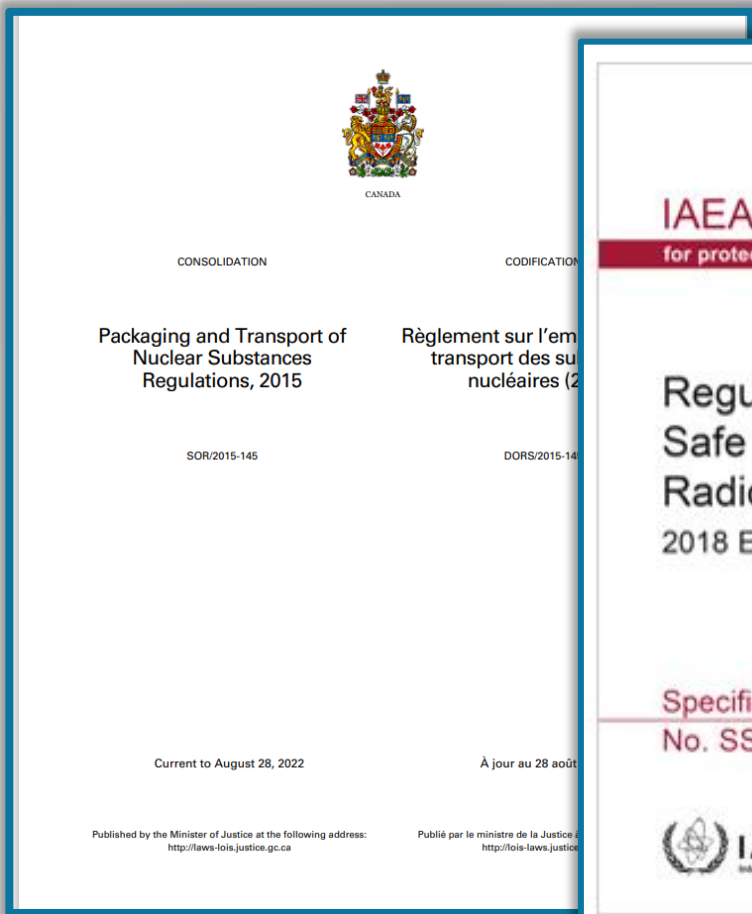 CANADA
CONSOLIDATION
Packaging and Transport of
Nuclear Substances
Regulations, 2015
SOR/2015-145
Current to August 28, 2022
Published by the Minister of Justice at the following address:
http://laws-lois.justice.gc.ca
CODIFICATION
Règlement sur l'em
transport des su
nucléaires (2
DORS/2015-14
À jour au 28 août
Publié par le ministre de la Justice à
http://lois-laws.justice
IAEA
for protec
Regu
Safe
Radio
2018 E
Specifi
No. SS